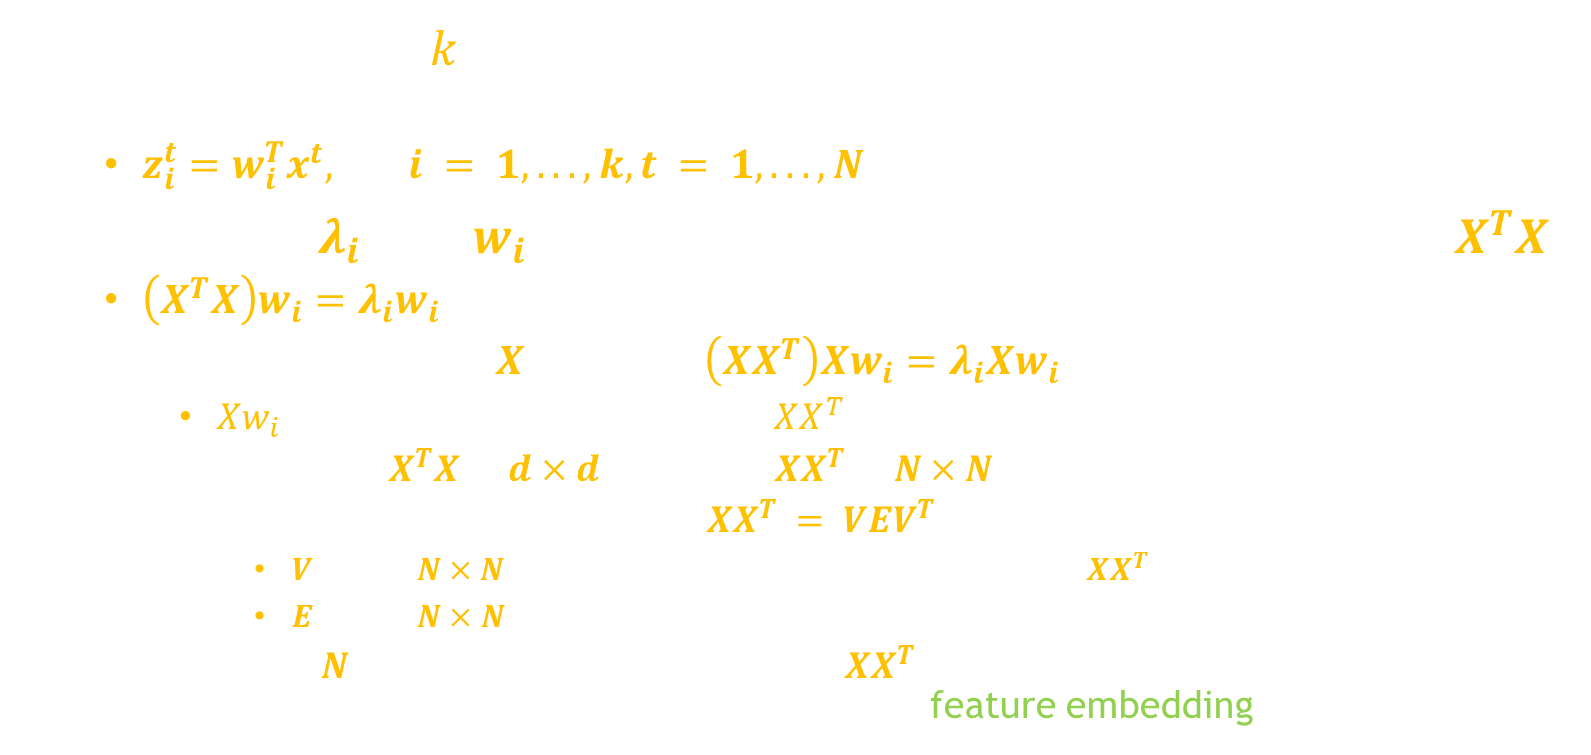 k
• z_i^t = w_i^T x^t, i = 1,...,k, t = 1,...,N
λ_i w_i X^T X
• (X^T X)w_i = λ_i w_i
X (XX^T)Xw_i = λ_i Xw_i
• Xw_i XX^T
X^T X d × d XX^T N × N
XX^T = VEV^T
• V N × N XX^T
• E N × N
N XX^T
feature embedding